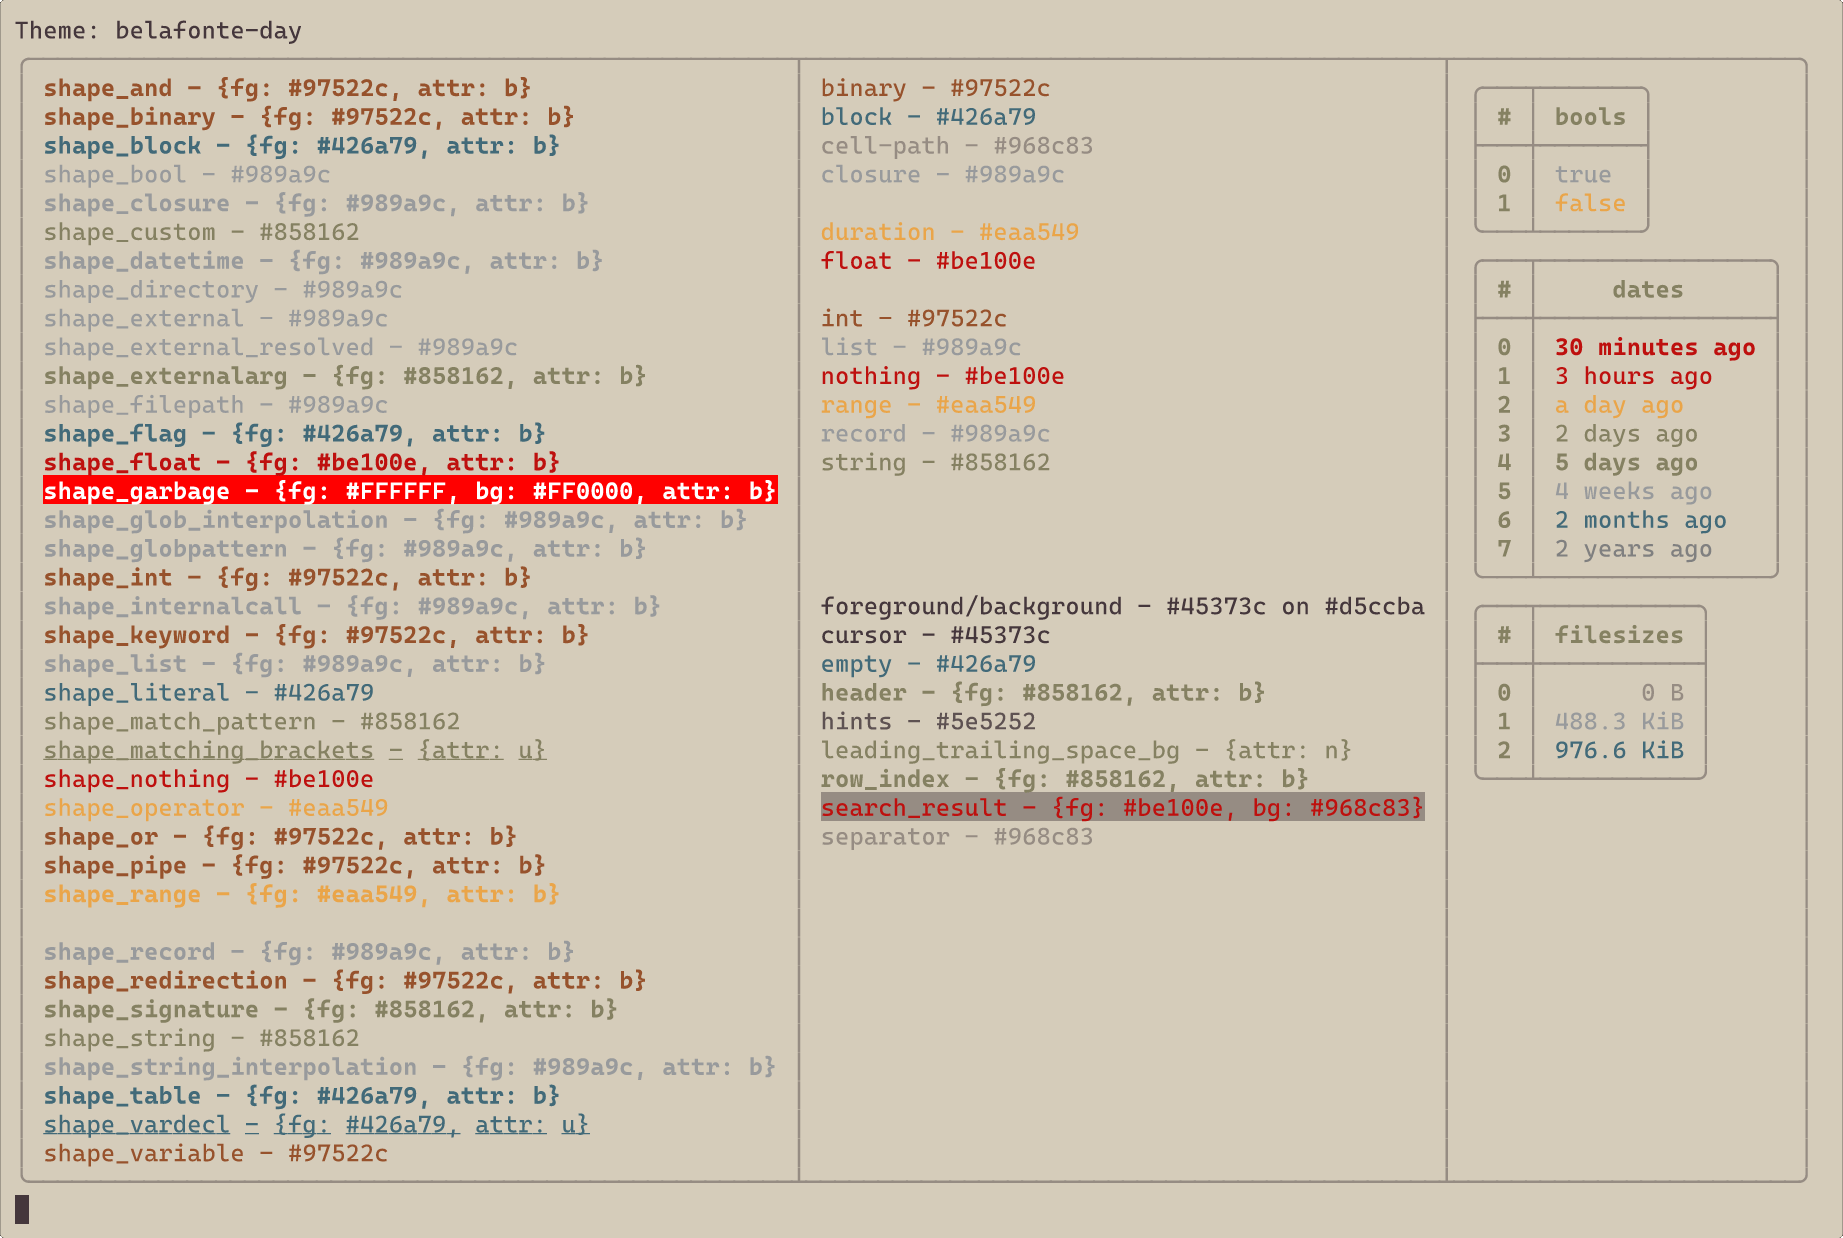 Theme: belafonte-day
shape_and - {fg: #97522c, attr: b}
shape_binary - {fg: #97522c, attr: b}
shape_block - {fg: #426a79, attr: b}
shape_bool - #989a9c
shape_closure - {fg: #989a9c, attr: b}
shape_custom - #858162
shape_datetime - {fg: #989a9c, attr: b}
shape_directory - #989a9c
shape_external - #989a9c
shape_external_resolved - #989a9c
shape_externalarg - {fg: #858162, attr: b}
shape_filepath - #989a9c
shape_flag - {fg: #426a79, attr: b}
shape_float - {fg: #be100e, attr: b}
shape_garbage - {fg: #FFFFFF, bg: #FF0000, attr: b}
shape_glob_interpolation - {fg: #989a9c, attr: b}
shape_globpattern - {fg: #989a9c, attr: b}
shape_int - {fg: #97522c, attr: b}
shape_internalcall - {fg: #989a9c, attr: b}
shape_keyword - {fg: #97522c, attr: b}
shape_list - {fg: #989a9c, attr: b}
shape_literal - #426a79
shape_match_pattern - #858162
shape_matching_brackets - {attr: u}
shape_nothing - #be100e
shape_operator - #eaa549
shape_or - {fg: #97522c, attr: b}
shape_pipe - {fg: #97522c, attr: b}
shape_range - {fg: #eaa549, attr: b}
shape_record - {fg: #989a9c, attr: b}
shape_redirection - {fg: #97522c, attr: b}
shape_signature - {fg: #858162, attr: b}
shape_string - #858162
shape_string_interpolation - {fg: #989a9c, attr: b}
shape_table - {fg: #426a79, attr: b}
shape_vardecl - {fg: #426a79, attr: u}
shape_variable - #97522c
binary - #97522c
block - #426a79
cell-path - #968c83
closure - #989a9c
duration - #eaa549
float - #be100e
int - #97522c
list - #989a9c
nothing - #be100e
range - #eaa549
record - #989a9c
string - #858162
foreground/background - #45373c on #d5ccba
cursor - #45373c
empty - #426a79
header - {fg: #858162, attr: b}
hints - #5e5252
leading_trailing_space_bg - {attr: n}
row_index - {fg: #858162, attr: b}
search_result - {fg: #be100e, bg: #968c83}
separator - #968c83
# bools
0 true
1 false
# dates
0 30 minutes ago
1 3 hours ago
2 a day ago
3 2 days ago
4 5 days ago
5 4 weeks ago
6 2 months ago
7 2 years ago
# filesizes
0 0 B
1 488.3 KiB
2 976.6 KiB